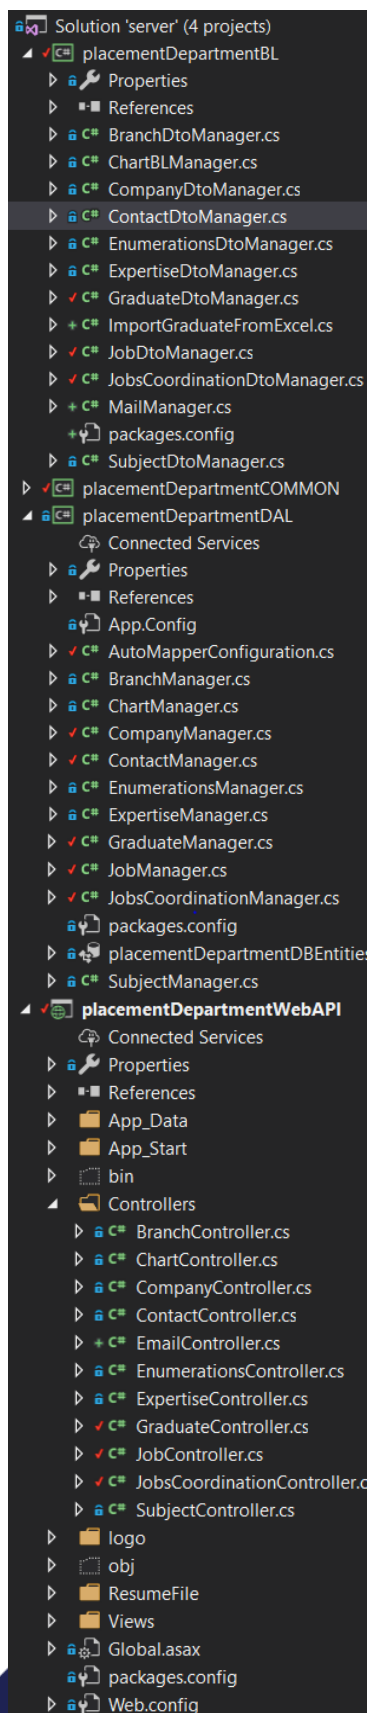 Solution 'server' (4 projects)
C# placementDepartmentBL
Properties
References
C# BranchDtoManager.cs
C# ChartBLManager.cs
C# CompanyDtoManager.cs
C# ContactDtoManager.cs
C# EnumerationsDtoManager.cs
C# ExpertiseDtoManager.cs
C# GraduateDtoManager.cs
C# ImportGraduateFromExcel.cs
C# JobDtoManager.cs
C# JobsCoordinationDtoManager.cs
C# MailManager.cs
packages.config
C# SubjectDtoManager.cs
C# placementDepartmentCOMMON
C# placementDepartmentDAL
Connected Services
Properties
References
App.Config
C# AutoMapperConfiguration.cs
C# BranchManager.cs
C# ChartManager.cs
C# CompanyManager.cs
C# ContactManager.cs
C# EnumerationsManager.cs
C# ExpertiseManager.cs
C# GraduateManager.cs
C# JobManager.cs
C# JobsCoordinationManager.cs
packages.config
placementDepartmentDBEntities
C# SubjectManager.cs
placementDepartmentWebAPI
Connected Services
Properties
References
App_Data
App_Start
bin
Controllers
C# BranchController.cs
C# ChartController.cs
C# CompanyController.cs
C# ContactController.cs
C# EmailController.cs
C# EnumerationsController.cs
C# ExpertiseController.cs
C# GraduateController.cs
C# JobController.cs
C# JobsCoordinationController.c
C# SubjectController.cs
logo
obj
ResumeFile
Views
Global.asax
packages.config
Web.config